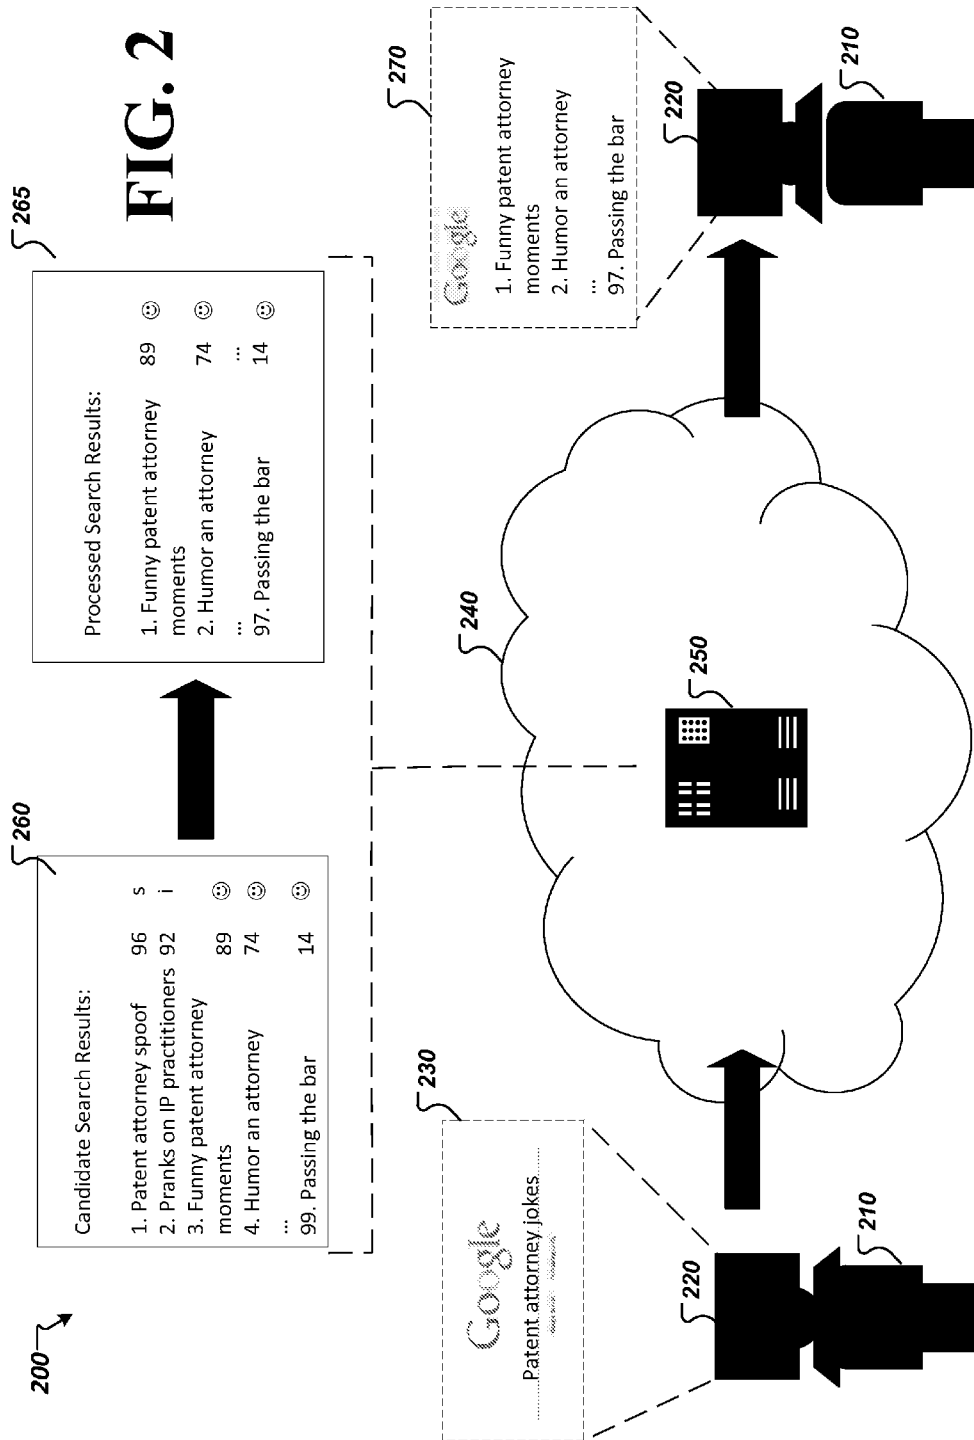 200
260
Candidate Search Results:
1. Patent attorney spoof 96 s
2. Pranks on IP practitioners 92 i
3. Funny patent attorney
moments 89 ☺
4. Humor an attorney 74 ☺
...
99. Passing the bar 14 ☺
265
Processed Search Results:
1. Funny patent attorney 89 ☺
moments
2. Humor an attorney 74 ☺
... ...
97. Passing the bar 14 ☺
FIG. 2
230
Google
Patent attorney jokes
220
210
240
250
270
Google
1. Funny patent attorney
moments
2. Humor an attorney
...
97. Passing the bar
220
210